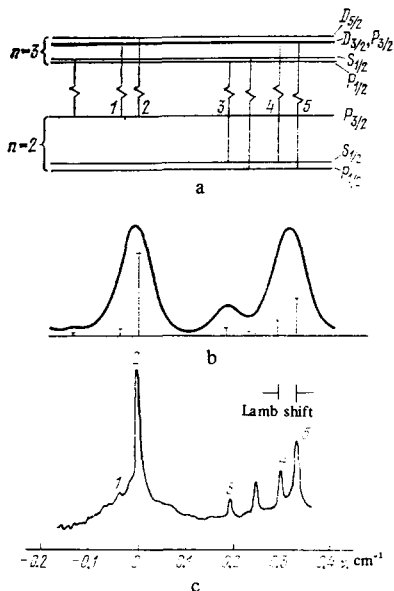 D5/2
n=3
D3/2, P3/2
S1/2
P1/2
1 2 3 4 5
P3/2
n=2
S1/2
P1/2
a
b
2
Lamb shift
1
4
5
-0.2 -0.1 0 0.1 0.2 0.3 0.4 cm-1
c